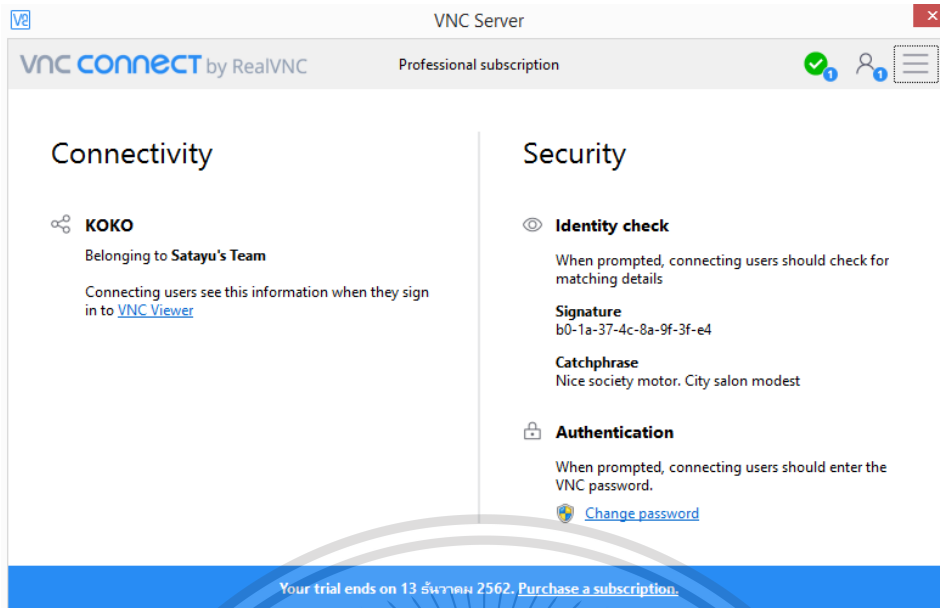 VNC Server
vnc connect by RealVNC
Professional subscription
1
1
Connectivity
KOKO
Belonging to Satayu's Team
Connecting users see this information when they sign
in to VNC Viewer
Security
Identity check
When prompted, connecting users should check for
matching details
Signature
b0-1a-37-4c-8a-9f-3f-e4
Catchphrase
Nice society motor. City salon modest
Authentication
When prompted, connecting users should enter the
VNC password.
Change password
Your trial ends on 13 ธันวาคม 2562. Purchase a subscription.